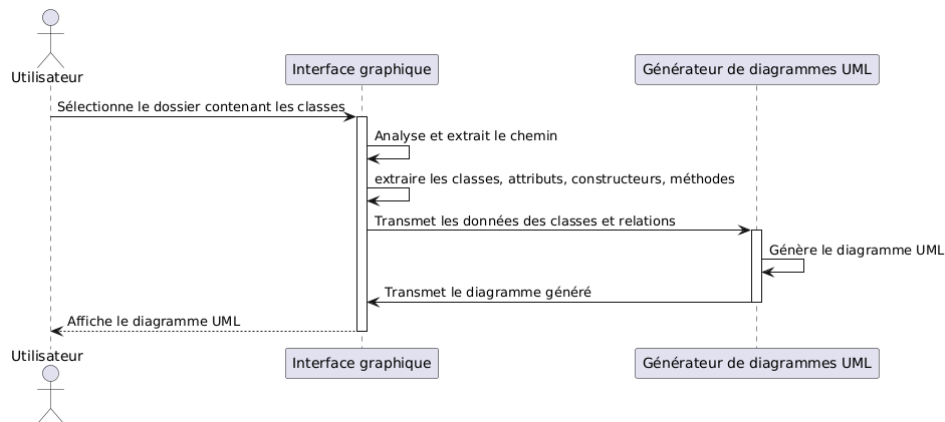 Utilisateur
Interface graphique
Générateur de diagrammes UML
Sélectionne le dossier contenant les classes
Analyse et extrait le chemin
extraire les classes, attributs, constructeurs, méthodes
Transmet les données des classes et relations
Génère le diagramme UML
Transmet le diagramme généré
Affiche le diagramme UML
Utilisateur
Interface graphique
Générateur de diagrammes UML